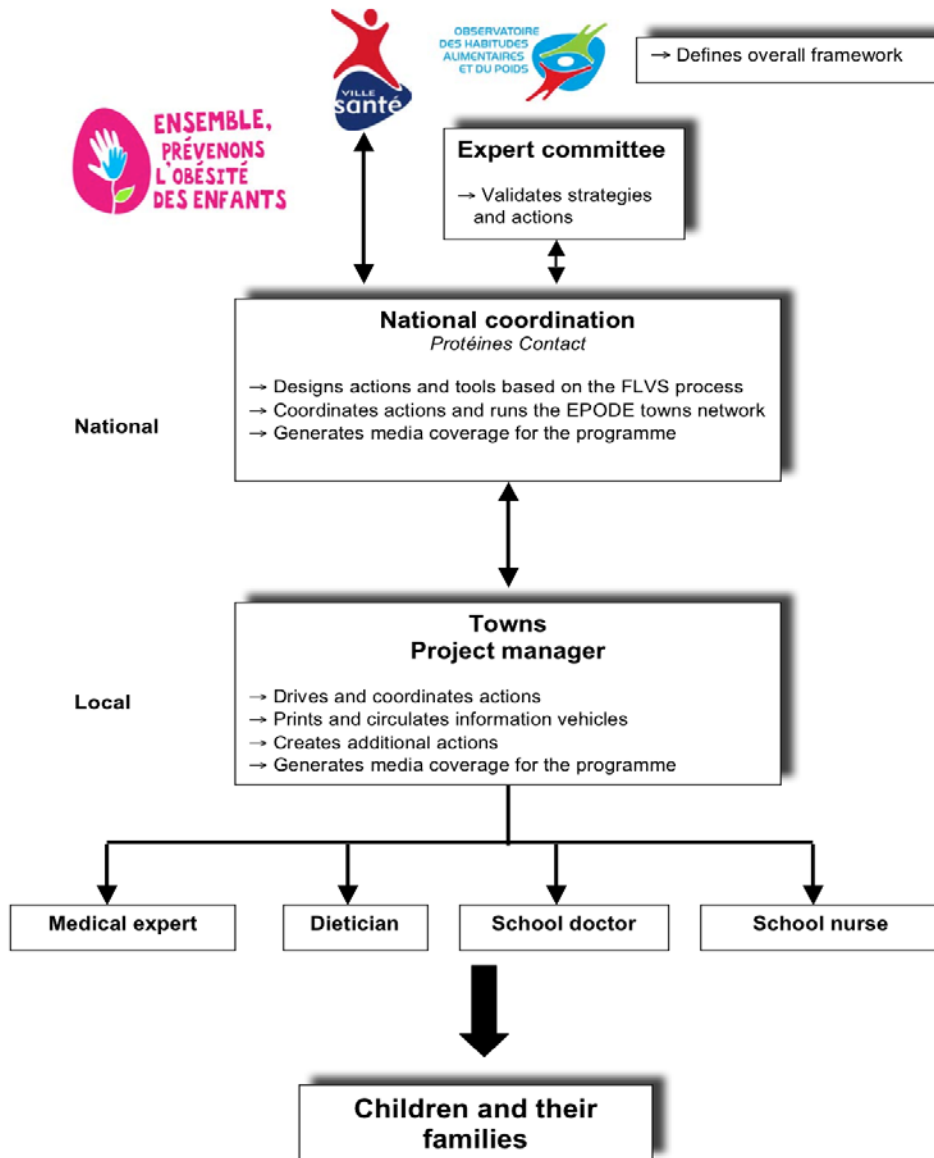 OBSERVATOIRE
DES HABITUDES
AUMENTAIRES
ET DU POIDS
→ Defines overall framework
VILLE
santé
ENSEMBLE,
PRÉVENONS
L'OBÉSITÉ
DES ENFANTS
Expert committee
→ Validates strategies
and actions
National coordination
Protéines Contact
→ Designs actions and tools based on the FLVS process
→ Coordinates actions and runs the EPODE towns network
→ Generates media coverage for the programme
National
Towns
Project manager
→ Drives and coordinates actions
→ Prints and circulates information vehicles
→ Creates additional actions
→ Generates media coverage for the programme
Local
Medical expert
Dietician
School doctor
School nurse
Children and their
families